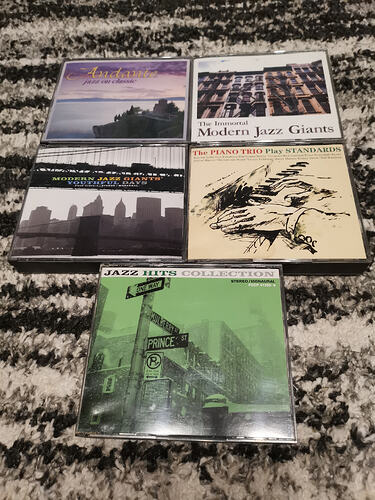 Andante
jazz on classic
The Immortal
Modern Jazz Giants
MODERN JAZZ GIANTS'
YOUTHFUL DAYS
The PIANO TRIO Play STANDARDS
JAZZ HITS COLLECTION
STEREO/MONAURAL
ONE WAY
PRINCE ST
P